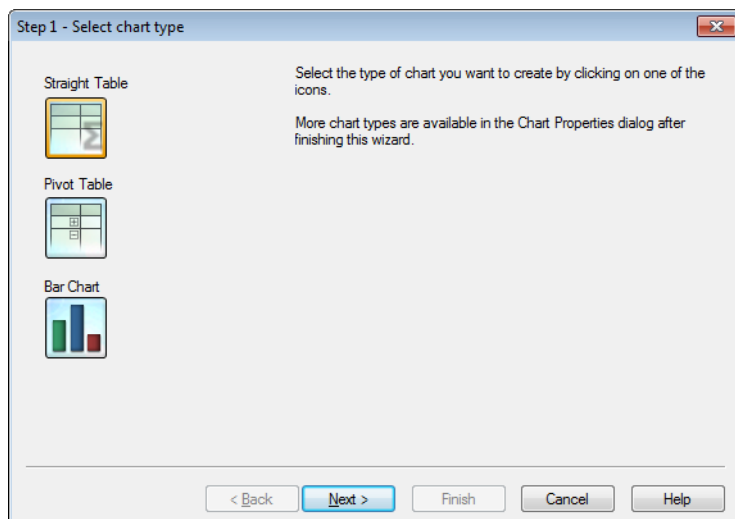 Step 1 - Select chart type
Straight Table
Select the type of chart you want to create by clicking on one of the
icons.
More chart types are available in the Chart Properties dialog after
finishing this wizard.
Pivot Table
Bar Chart
< Back
Next >
Finish
Cancel
Help